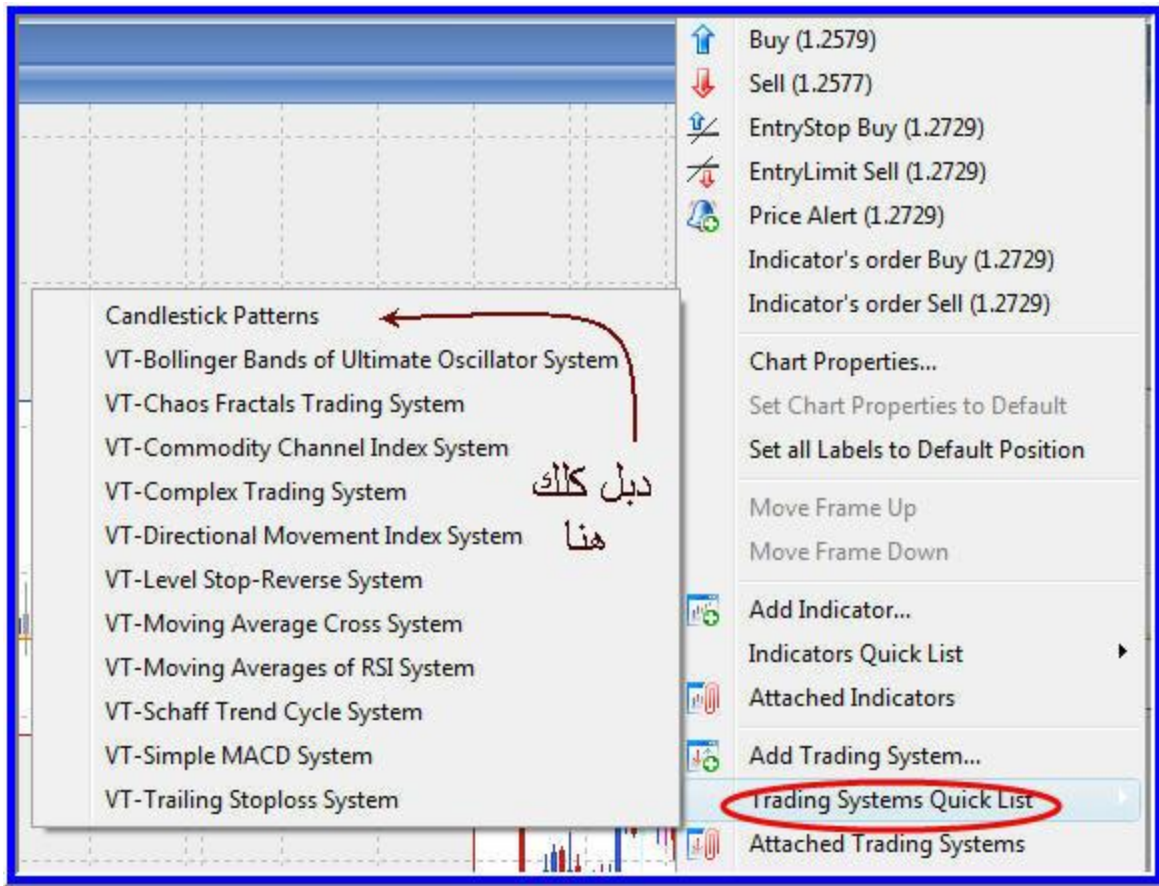 Buy (1.2579)
Sell (1.2577)
EntryStop Buy (1.2729)
EntryLimit Sell (1.2729)
Price Alert (1.2729)
Indicator's order Buy (1.2729)
Indicator's order Sell (1.2729)
Chart Properties...
Set Chart Properties to Default
Set all Labels to Default Position
Move Frame Up
Move Frame Down
Add Indicator...
Indicators Quick List
Attached Indicators
Add Trading System...
Trading Systems Quick List
Attached Trading Systems
Candlestick Patterns
VT-Bollinger Bands of Ultimate Oscillator System
VT-Chaos Fractals Trading System
VT-Commodity Channel Index System
VT-Complex Trading System
VT-Directional Movement Index System
VT-Level Stop-Reverse System
VT-Moving Average Cross System
VT-Moving Averages of RSI System
VT-Schaff Trend Cycle System
VT-Simple MACD System
VT-Trailing Stoploss System
دبل كلك
هنا